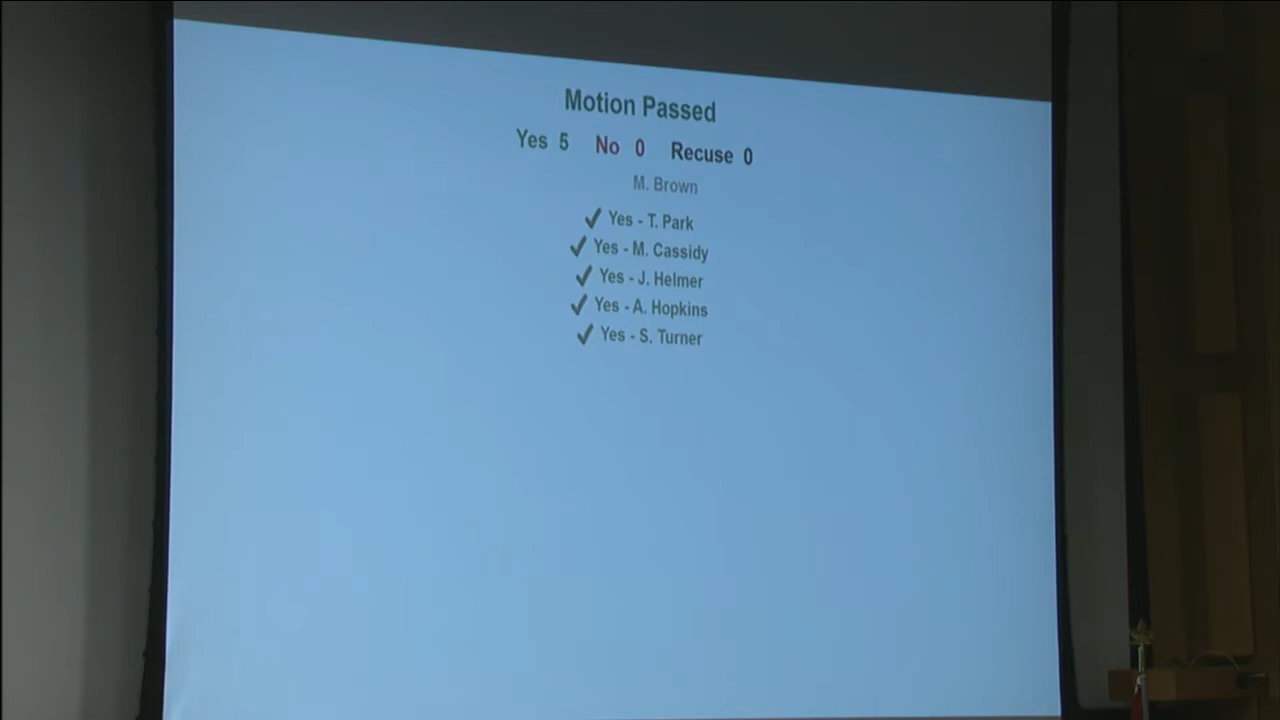 Motion Passed
Yes 5 No 0 Recuse 0
M. Brown
✓ Yes - T. Park
✓ Yes - M. Cassidy
✓ Yes - J. Helmer
✓ Yes - A. Hopkins
✓ Yes - S. Turner